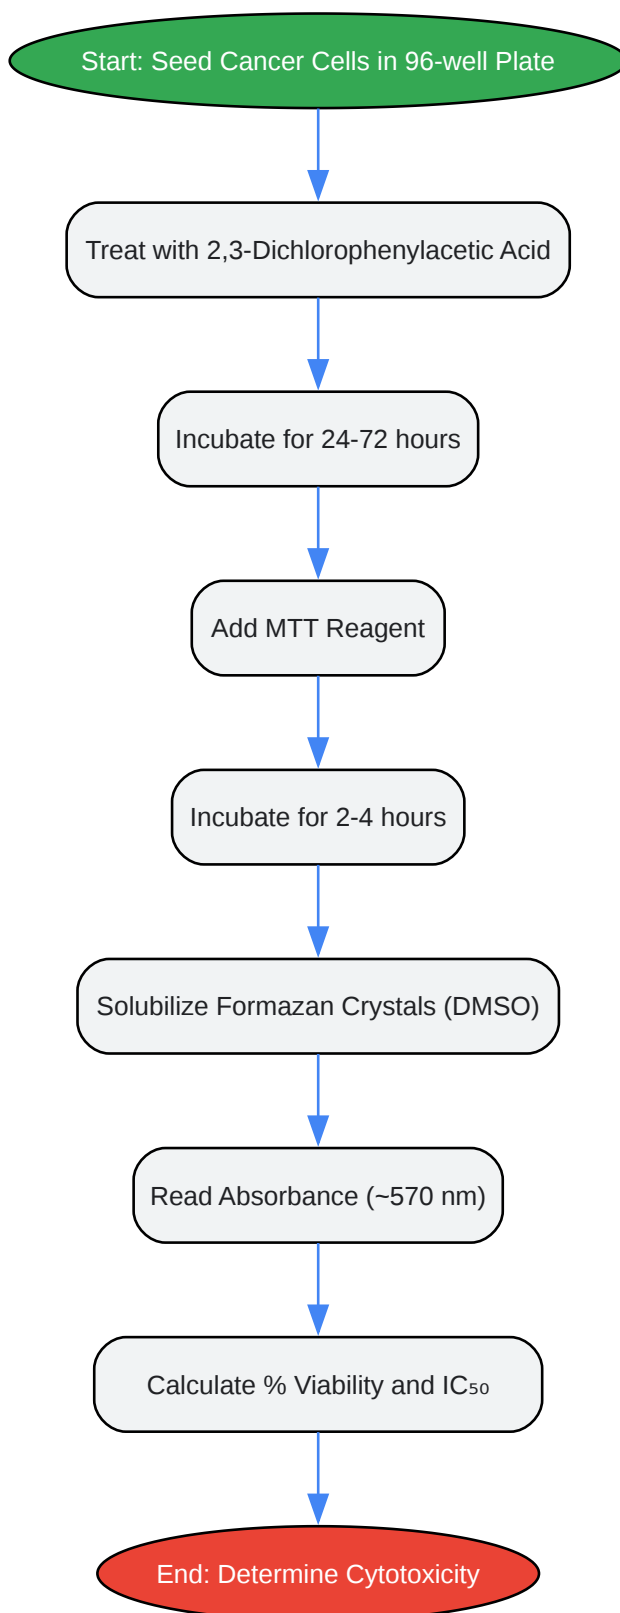 Start: Seed Cancer Cells in 96-well Plate
Treat with 2,3-Dichlorophenylacetic Acid
Incubate for 24-72 hours
Add MTT Reagent
Incubate for 2-4 hours
Solubilize Formazan Crystals (DMSO)
Read Absorbance (~570 nm)
Calculate % Viability and IC₅₀
End: Determine Cytotoxicity